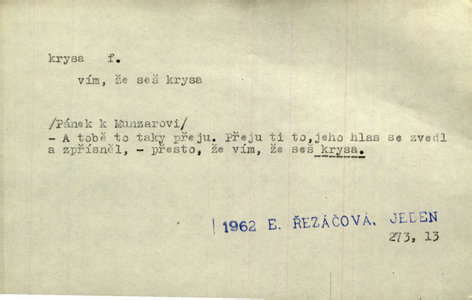 krysa f.
vím, že seš krysa
/Pánek k Munzarovi/
- A tobě to taky přeju. Přeju ti to,jeho hlas se zvedl
a zpřísněl, - přesto, že vím, že seš krysa.
1962 E. ŘEZÁČOVÁ, JEDEN
273, 13